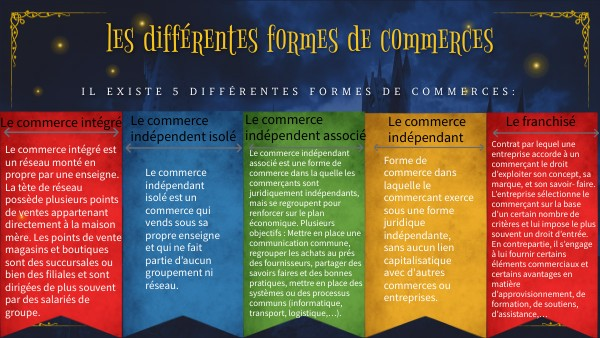 les différentes formes de commerces
IL EXISTE 5 DIFFÉRENTES FORMES DE COMMERCES:
Le commerce intégré
Le commerce intégré est
un réseau monté en
propre par une enseigne.
La tête de réseau
possède plusieurs points
de ventes appartenant
directement à la maison
mère. Les points de vente
magasins et boutiques
sont des succursales ou
bien des filiales et sont
dirigées de plus souvent
par des salariés de
groupe.
Le commerce
indépendent isolé
Le commerce
indépendant
isolé est un
commerce qui
vends sous sa
propre enseigne
et qui ne fait
partie d'aucun
groupement ni
réseau.
Le commerce
indépendent associé
Le commerce indépendant
associé est une forme de
commerce dans la quelle les
commerçants sont
juridiquement indépendants,
mais se regroupent pour
renforcer sur le plan
économique. Plusieurs
objectifs : Mettre en place une
communication commune,
regrouper les achats au prés
des fournisseurs, partager des
savoirs faires et des bonnes
pratiques, mettre en place des
systèmes ou des processus
communs (informatique,
transport, logistique,...).
Le commerce
indépendant
Forme de
commerce dans
laquelle le
commerçant exerce
sous une forme
juridique
indépendante,
sans aucun lien
capitalisatique
avec d'autres
commerces ou
entreprises.
Le franchisé
Contrat par lequel une
entreprise accorde à un
commerçant le droit
d'exploiter son concept, sa
marque, et son savoir- faire.
L'entreprise sélectionne le
commerçant sur la base
d'un certain nombre de
critères et lui impose le plus
souvent un droit d'entrée.
En contrepartie, il s'engage
à lui fournir certains
éléments commerciaux et
certains avantages en
matière
d'approvisionnement, de
formation, de soutiens,
d'assistance,...